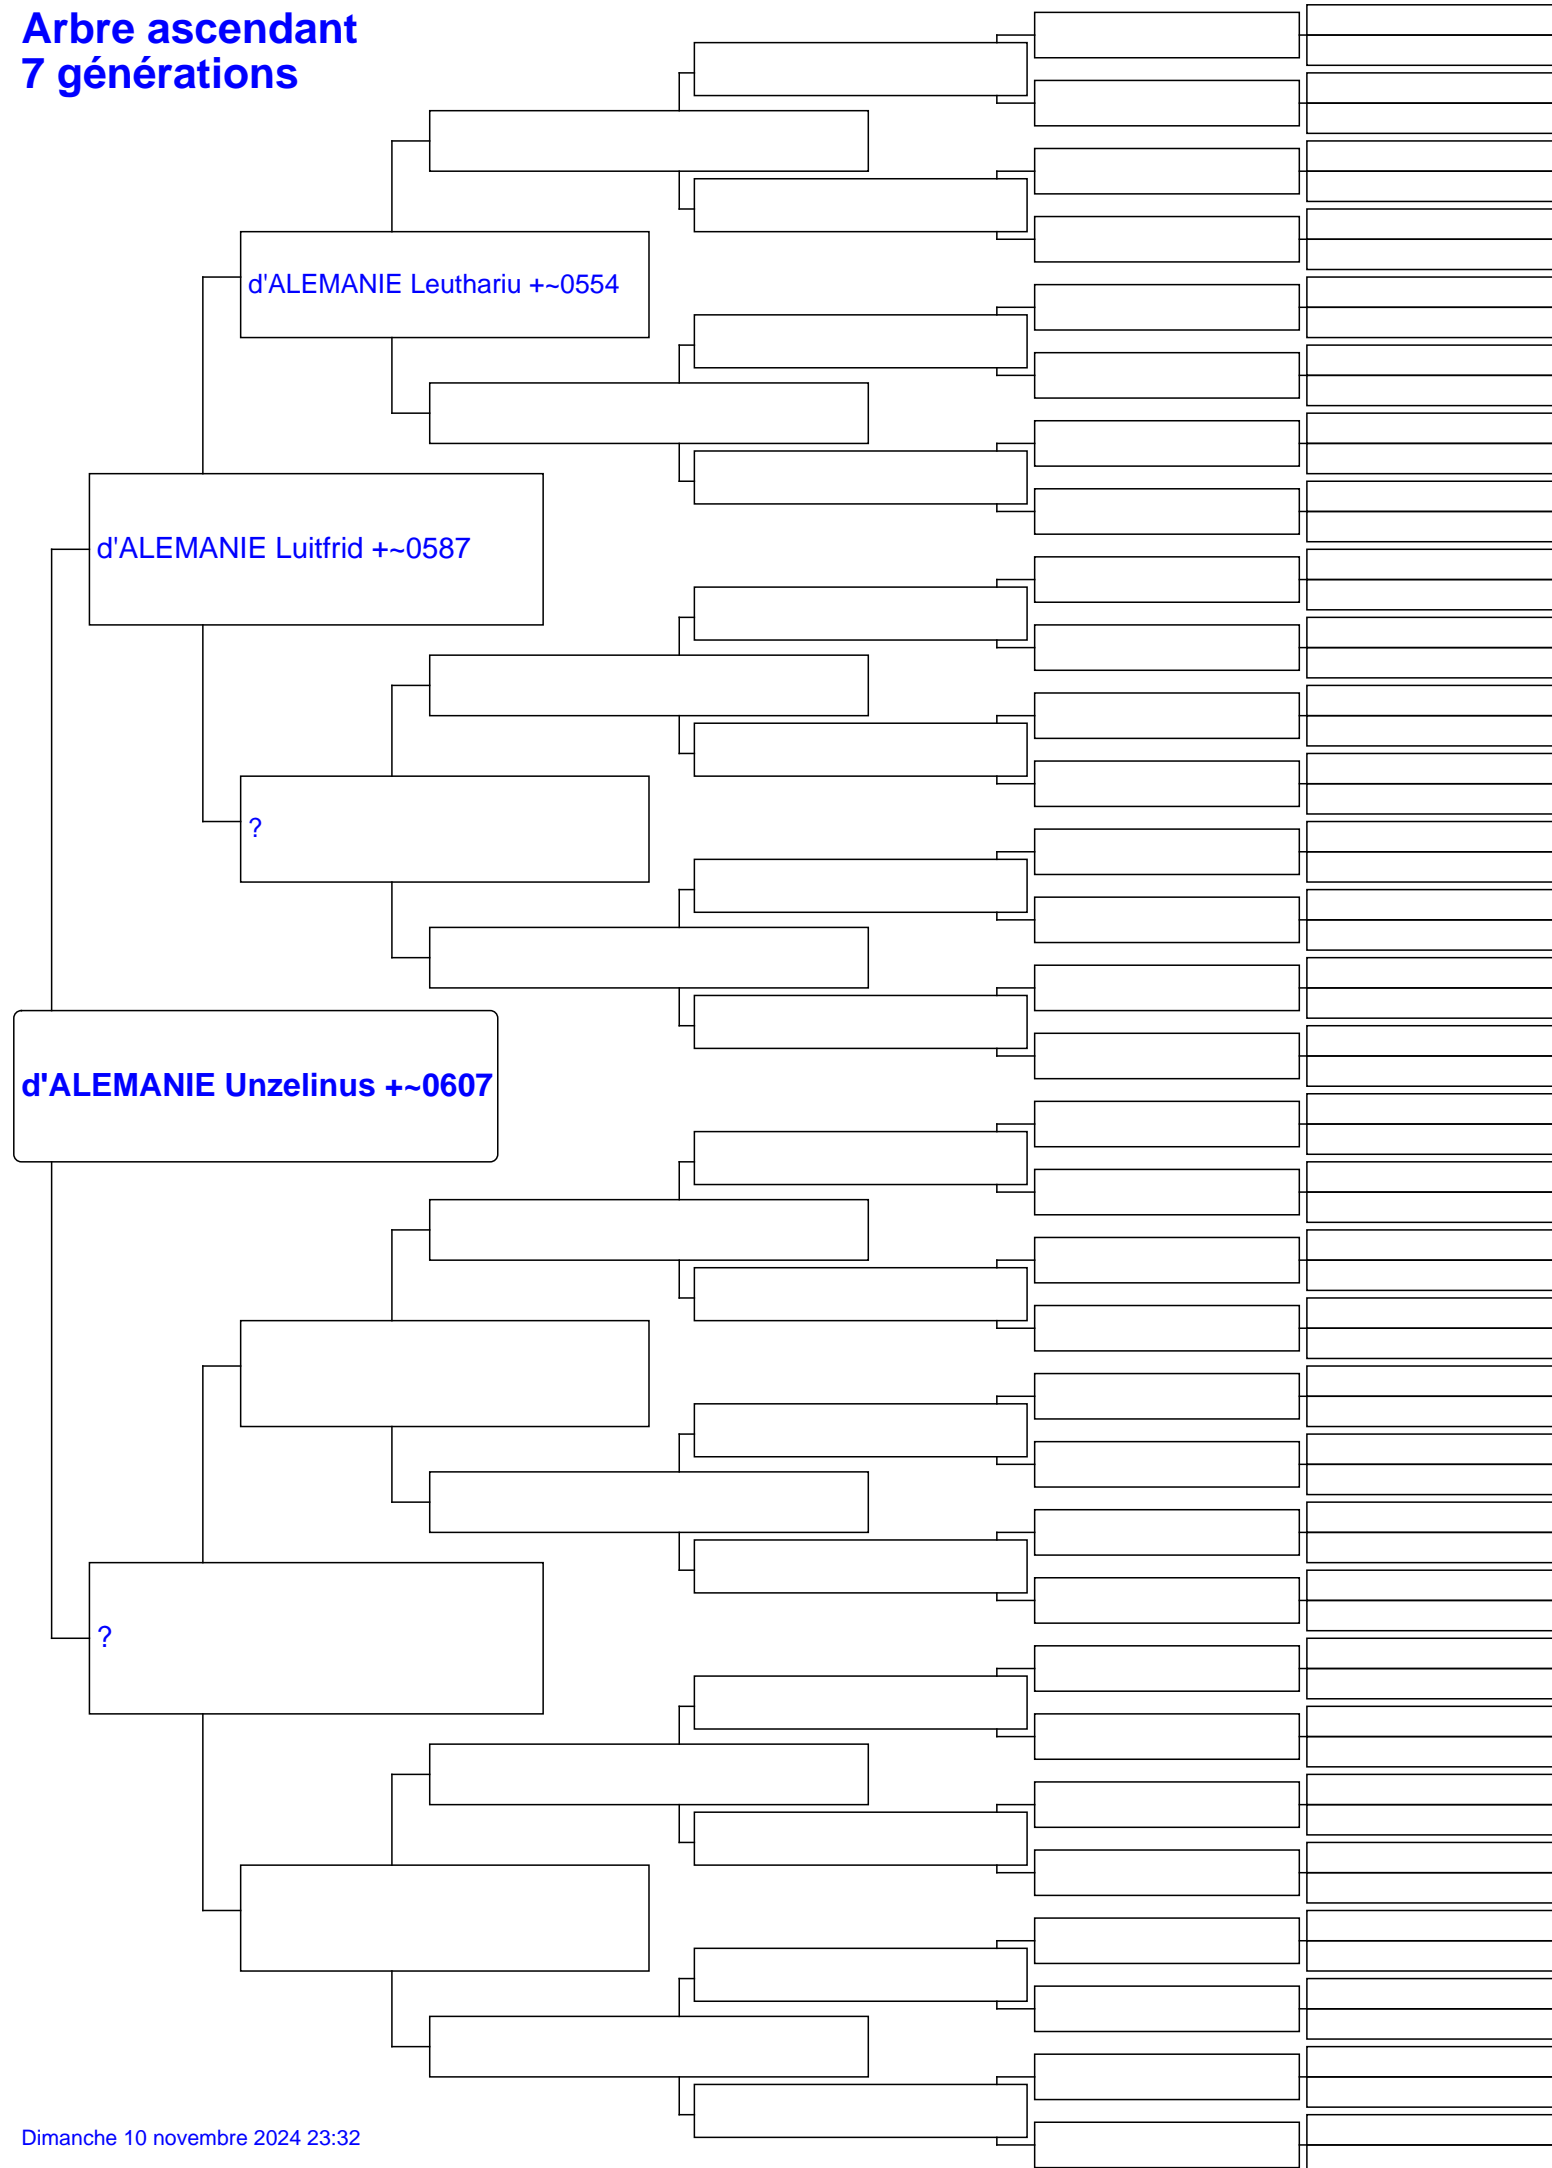 Arbre ascendant
7 générations
d'ALEMANIE Leuthariu +~0554
d'ALEMANIE Luitfrid +~0587
?
d'ALEMANIE Unzelinus +~0607
?
Dimanche 10 novembre 2024 23:32